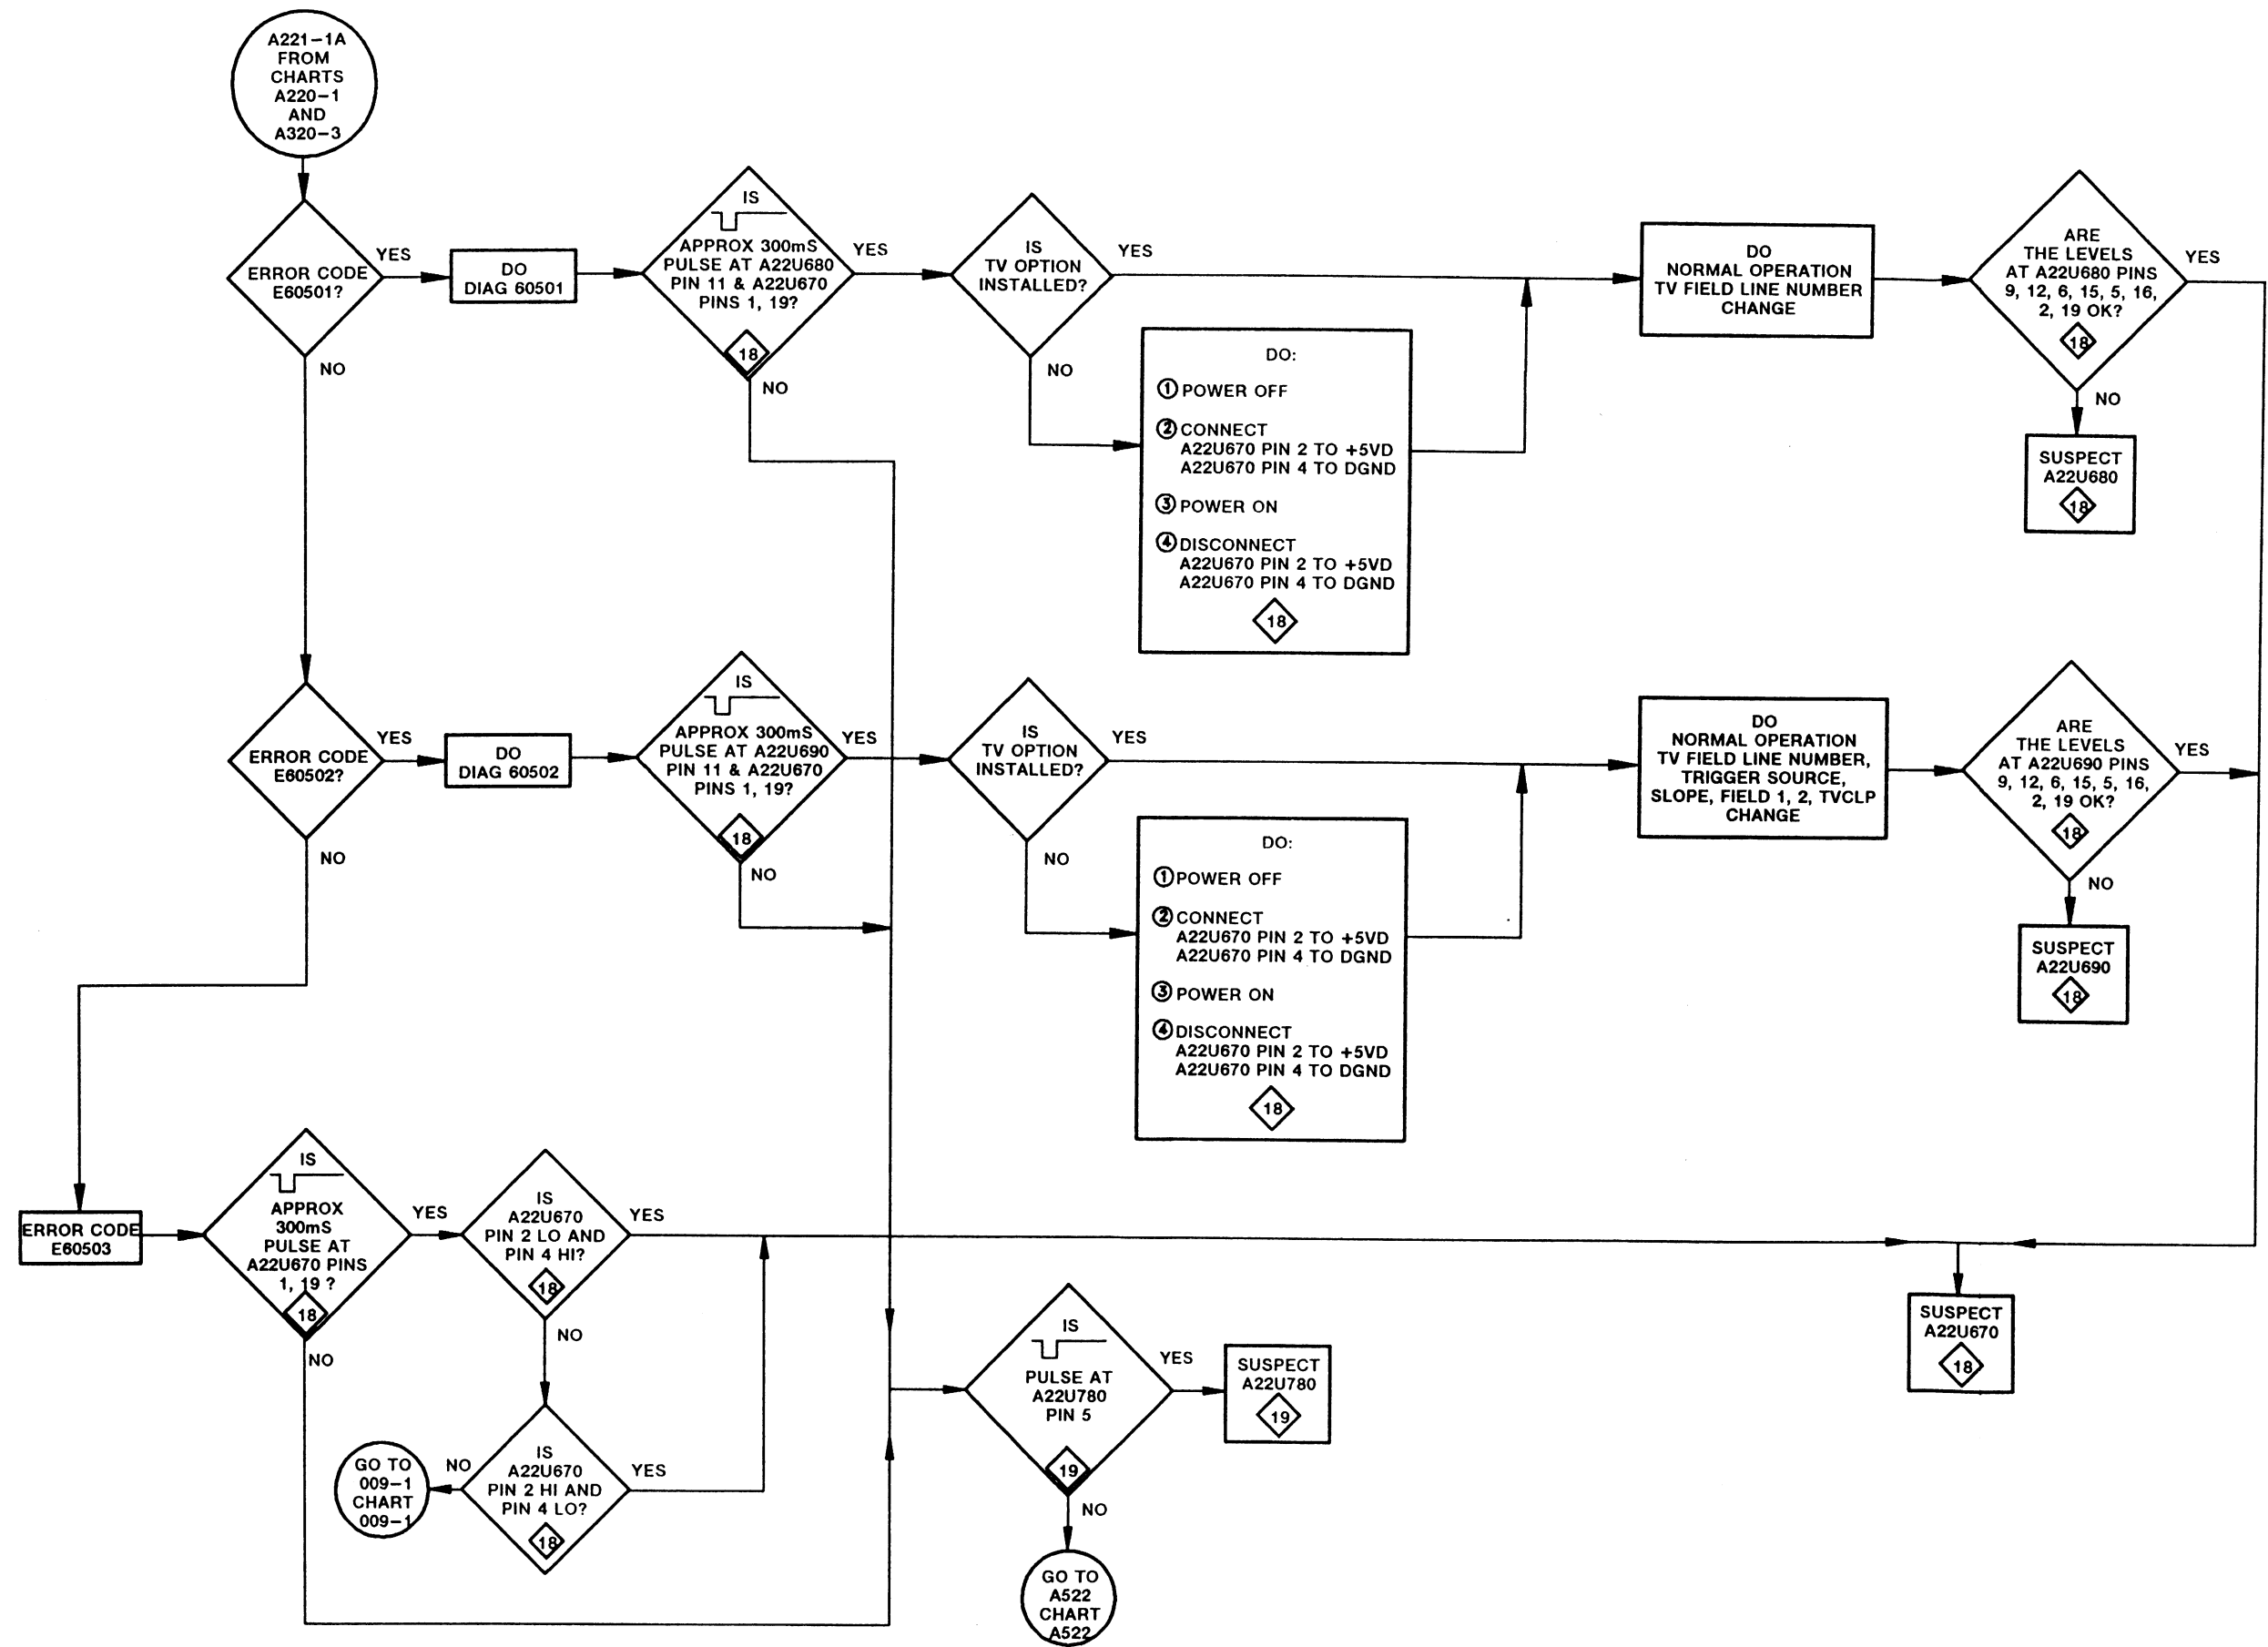 A221-1A
FROM
CHARTS
A220-1
AND
A320-3
ERROR CODE
E60501?
YES
NO
DO
DIAG 60501
IS
APPROX 300mS
PULSE AT A22U680
PIN 11 & A22U670
PINS 1, 19?
18
YES
NO
IS
TV OPTION
INSTALLED?
YES
NO
DO:
① POWER OFF
② CONNECT
A22U670 PIN 2 TO +5VD
A22U670 PIN 4 TO DGND
③ POWER ON
④ DISCONNECT
A22U670 PIN 2 TO +5VD
A22U670 PIN 4 TO DGND
18
DO
NORMAL OPERATION
TV FIELD LINE NUMBER
CHANGE
ARE
THE LEVELS
AT A22U680 PINS
9, 12, 6, 15, 5, 16,
2, 19 OK?
18
YES
NO
SUSPECT
A22U680
18
ERROR CODE
E60502?
YES
NO
DO
DIAG 60502
IS
APPROX 300mS
PULSE AT A22U690
PIN 11 & A22U670
PINS 1, 19?
18
YES
NO
IS
TV OPTION
INSTALLED?
YES
NO
DO:
① POWER OFF
② CONNECT
A22U670 PIN 2 TO +5VD
A22U670 PIN 4 TO DGND
③ POWER ON
④ DISCONNECT
A22U670 PIN 2 TO +5VD
A22U670 PIN 4 TO DGND
18
DO
NORMAL OPERATION
TV FIELD LINE NUMBER,
TRIGGER SOURCE,
SLOPE, FIELD 1, 2, TVCLP
CHANGE
ARE
THE LEVELS
AT A22U690 PINS
9, 12, 6, 15, 5, 16,
2, 19 OK?
18
YES
NO
SUSPECT
A22U690
18
ERROR CODE
E60503
IS
APPROX
300mS
PULSE AT
A22U670 PINS
1, 19 ?
18
YES
NO
IS
A22U670
PIN 2 LO AND
PIN 4 HI?
18
YES
NO
IS
A22U670
PIN 2 HI AND
PIN 4 LO?
18
YES
NO
GO TO
009-1
CHART
009-1
IS
PULSE AT
A22U780
PIN 5
19
YES
NO
SUSPECT
A22U780
19
GO TO
A522
CHART
A522
SUSPECT
A22U670
18